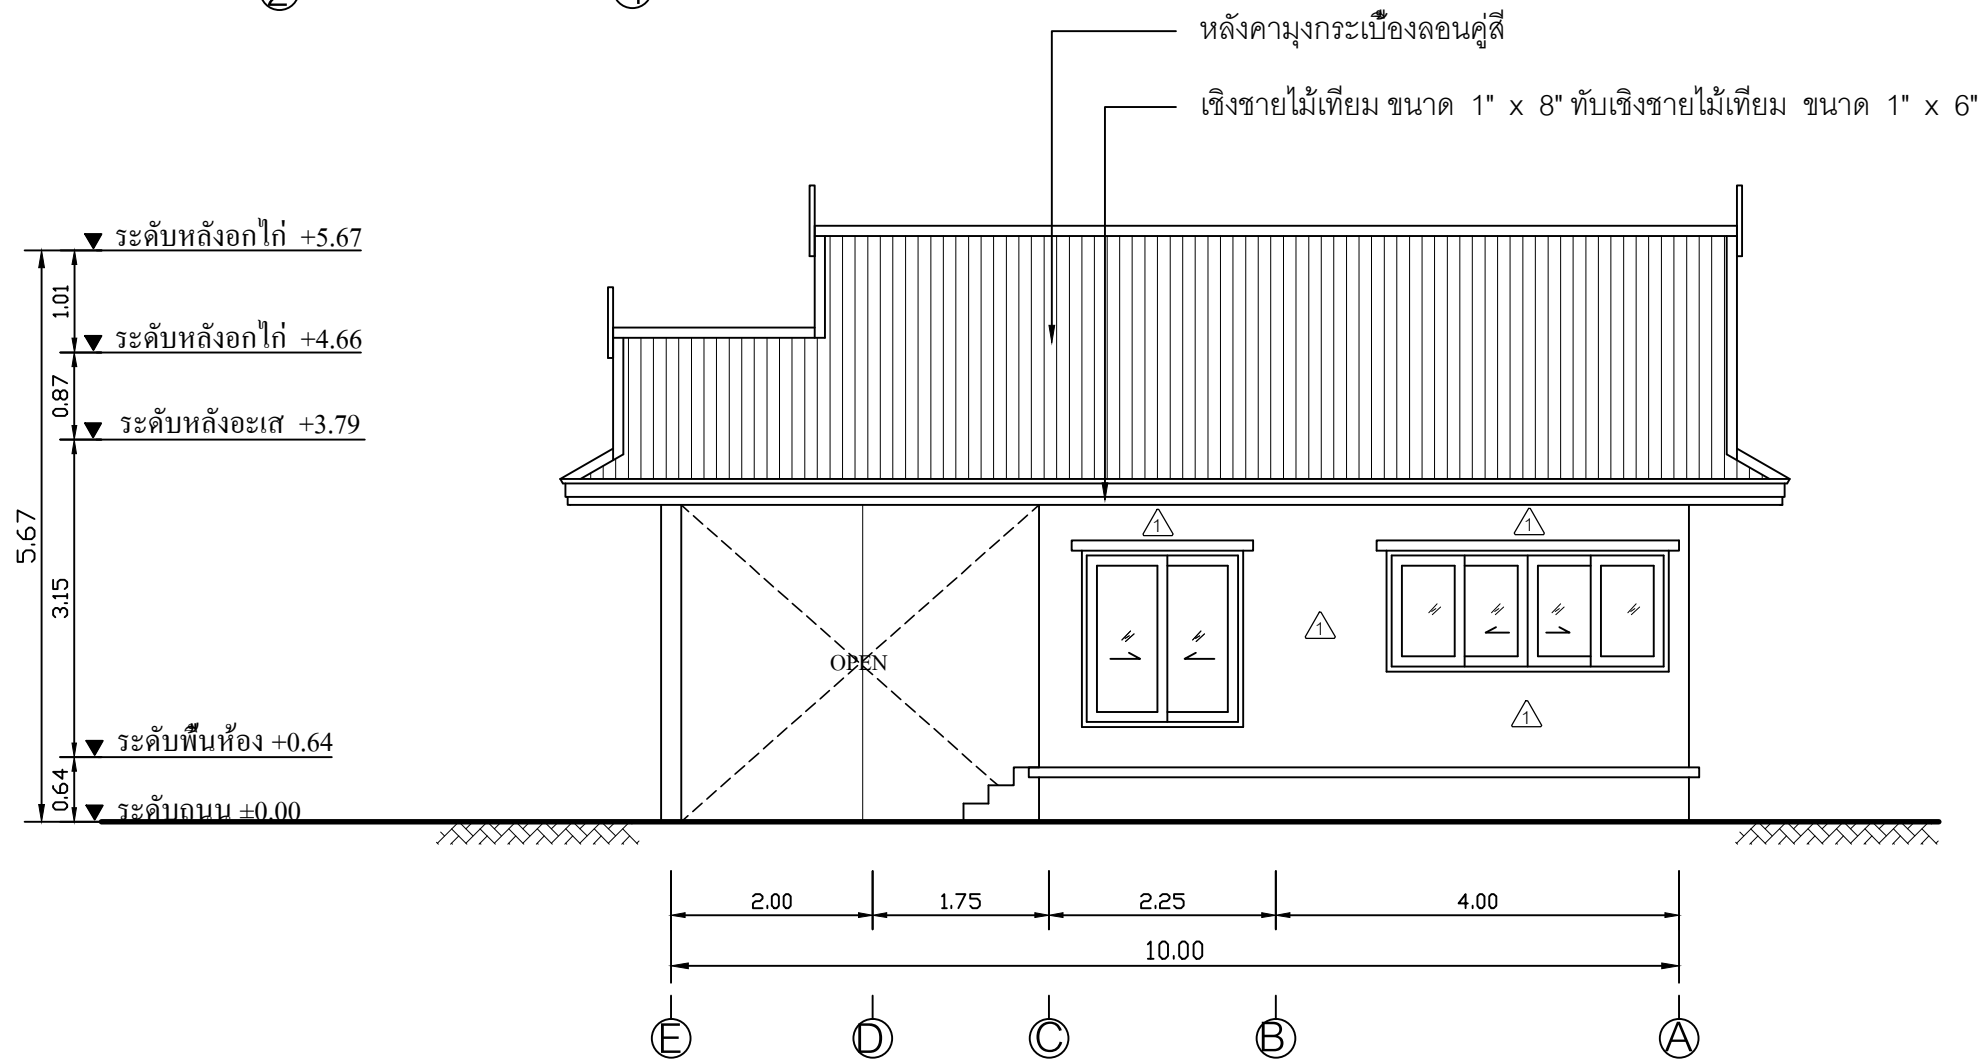 หลังคามุงกระเบื้องลอนคู่สี
เชิงชายไม้เทียม ขนาด 1" x 8" ทับเชิงชายไม้เทียม ขนาด 1" x 6"
ระดับหลังอกไก่ +5.67
1.01
ระดับหลังอกไก่ +4.66
0.87
ระดับหลังอะเส +3.79
5.67
3.15
ระดับพื้นห้อง +0.64
0.64
ระดับถนน ±0.00
1
1
1
1
OPEN
2.00 1.75 2.25 4.00
10.00
E D C B A